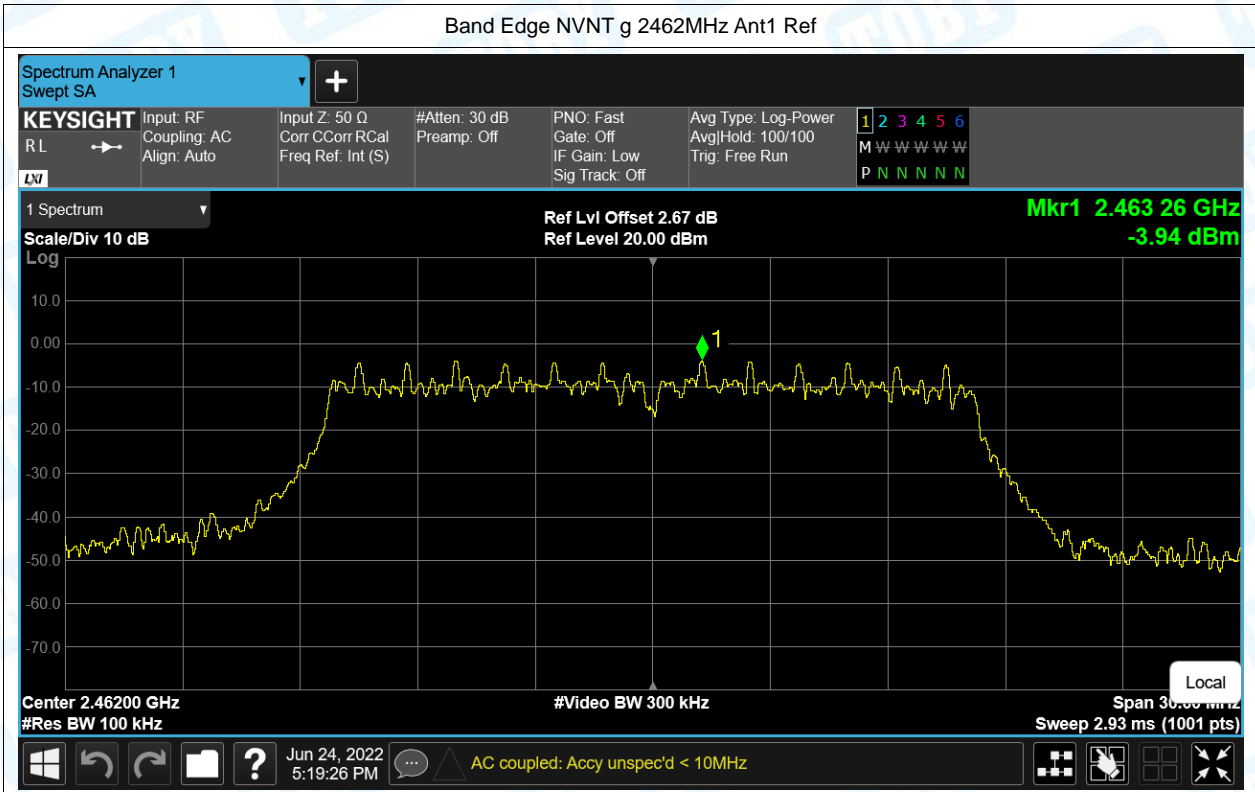 Band Edge NVNT g 2462MHz Ant1 Ref
Spectrum Analyzer 1
Swept SA
KEYSIGHT
R L
LXI
Input: RF
Coupling: AC
Align: Auto
Input Z: 50 Ω
Corr CCorr RCal
Freq Ref: Int (S)
#Atten: 30 dB
Preamp: Off
PNO: Fast
Gate: Off
IF Gain: Low
Sig Track: Off
Avg Type: Log-Power
Avg|Hold: 100/100
Trig: Free Run
1 2 3 4 5 6
M W W W W W
P N N N N N
1 Spectrum
Scale/Div 10 dB
Log
Ref Lvl Offset 2.67 dB
Ref Level 20.00 dBm
Mkr1 2.463 26 GHz
-3.94 dBm
10.0
0.00
-10.0
-20.0
-30.0
-40.0
-50.0
-60.0
-70.0
1
Local
Center 2.46200 GHz
#Video BW 300 kHz
Span 30.00 MHz
#Res BW 100 kHz
Sweep 2.93 ms (1001 pts)
?
Jun 24, 2022
5:19:26 PM
AC coupled: Accy unspec'd < 10MHz